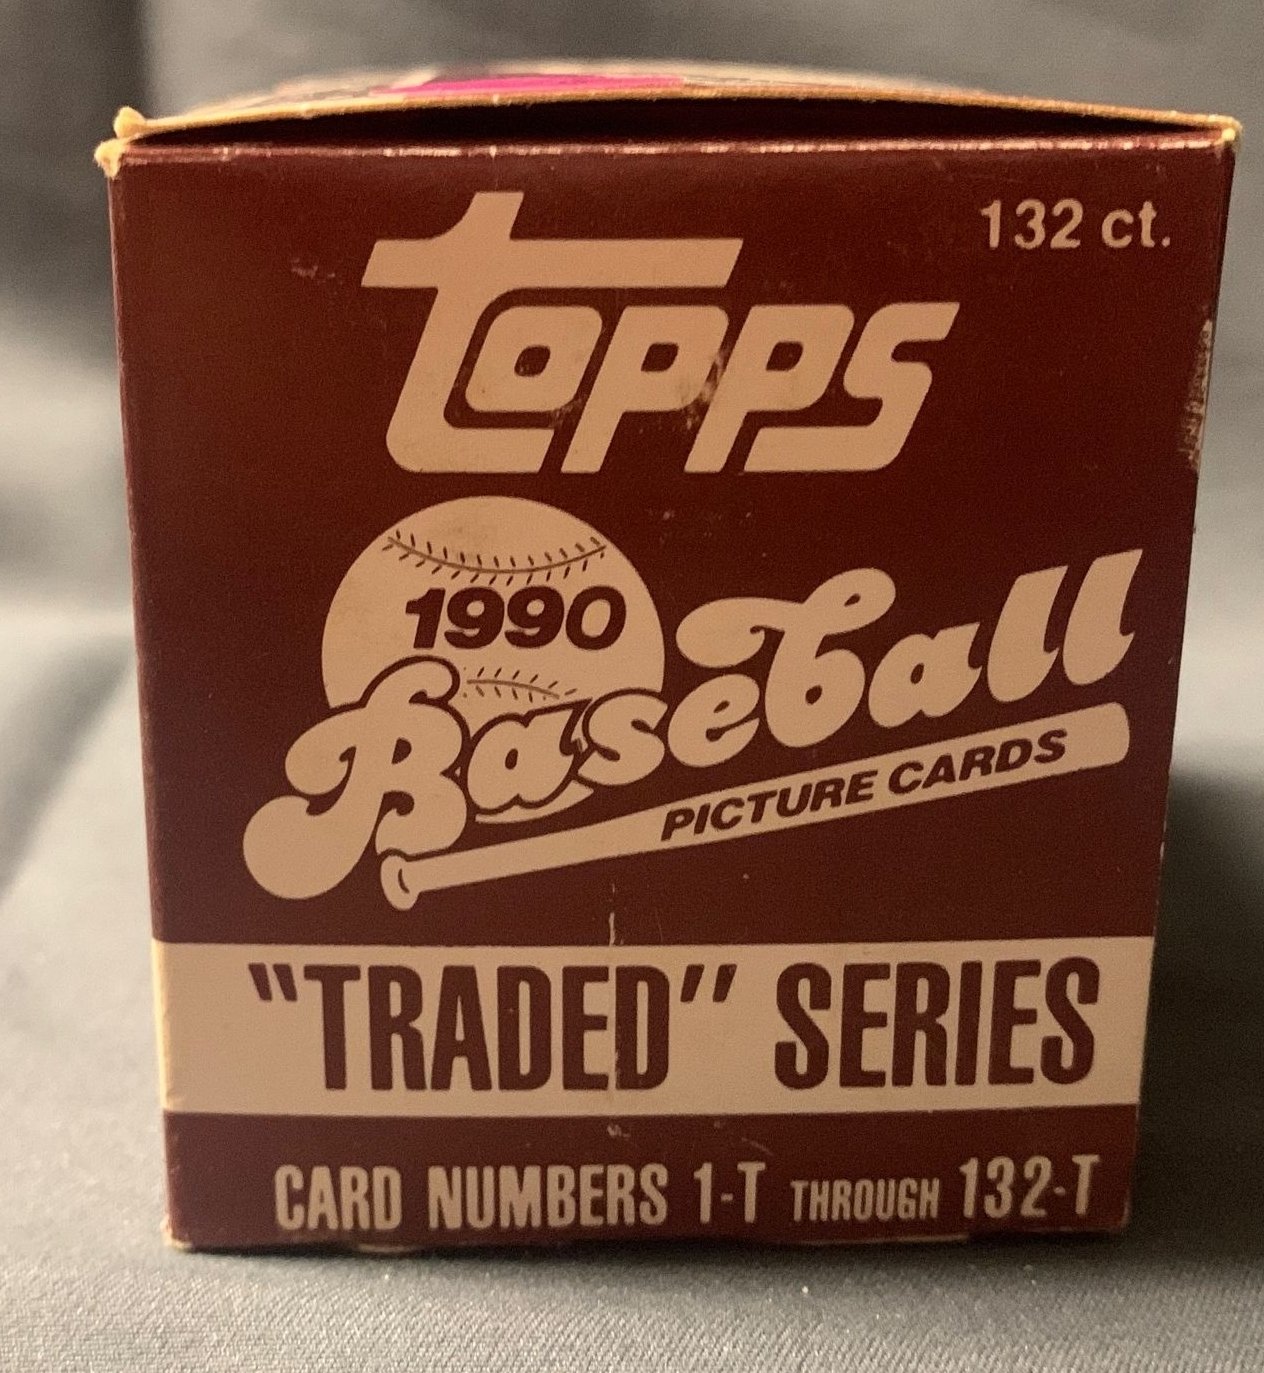 132 ct.
topps
1990
Baseball
PICTURE CARDS
"TRADED" SERIES
CARD NUMBERS 1-T THROUGH 132-T